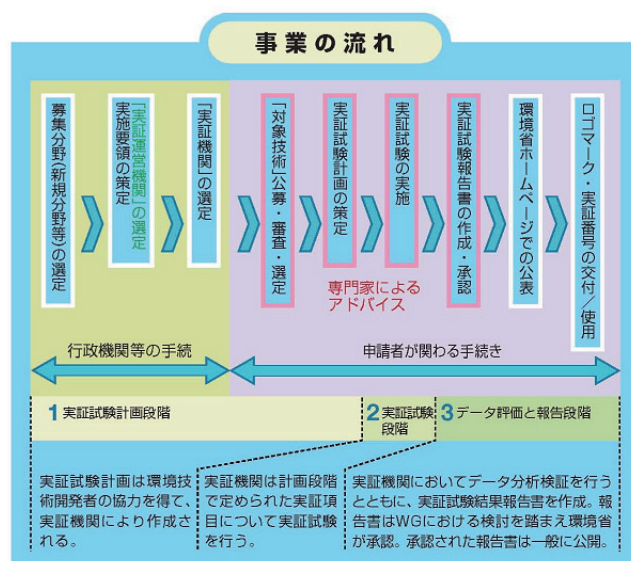 事業の流れ
募集分野(新規分野等)の選定
「実証運営機関」の選定
実施要領の策定
「実証機関」の選定
「対象技術」公募・審査・選定
実証試験計画の策定
実証試験の実施
実証試験報告書の作成・承認
環境省ホームページでの公表
ロゴマーク・実証番号の交付/使用
専門家による
アドバイス
行政機関等の手続
申請者が関わる手続き
1 実証試験計画段階
2 実証試験
段階
3 データ評価と報告段階
実証試験計画は環境技
術開発者の協力を得て、
実証機関により作成され
る。
実証機関は計画段階
で定められた実証項
目について実証試験
を行う。
実証機関においてデータ分析検証を行う
とともに、実証試験結果報告書を作成。報
告書はWGにおける検討を踏まえ環境省
が承認。承認された報告書は一般に公開。